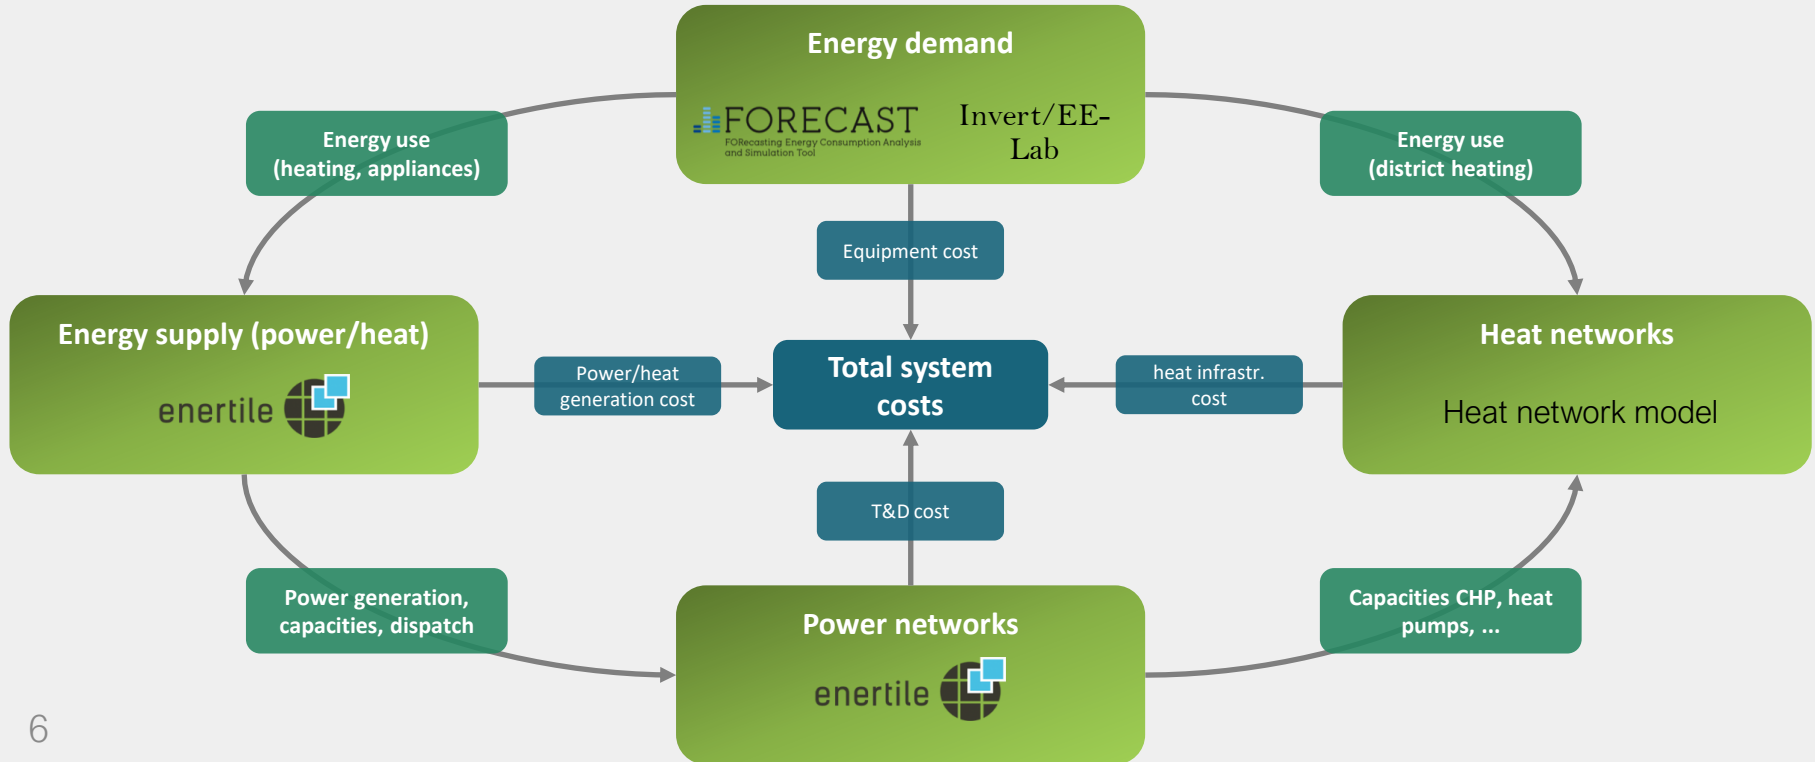 Energy demand
FORECAST
FORecasting Energy Consumption Analysis
and Simulation Tool
Invert/EE-
Lab
Energy use
(heating, appliances)
Energy use
(district heating)
Equipment cost
Energy supply (power/heat)
enertile
Power/heat
generation cost
Total system
costs
heat infrastr.
cost
Heat networks
Heat network model
T&D cost
Power generation,
capacities, dispatch
Power networks
enertile
Capacities CHP, heat
pumps, ...
6